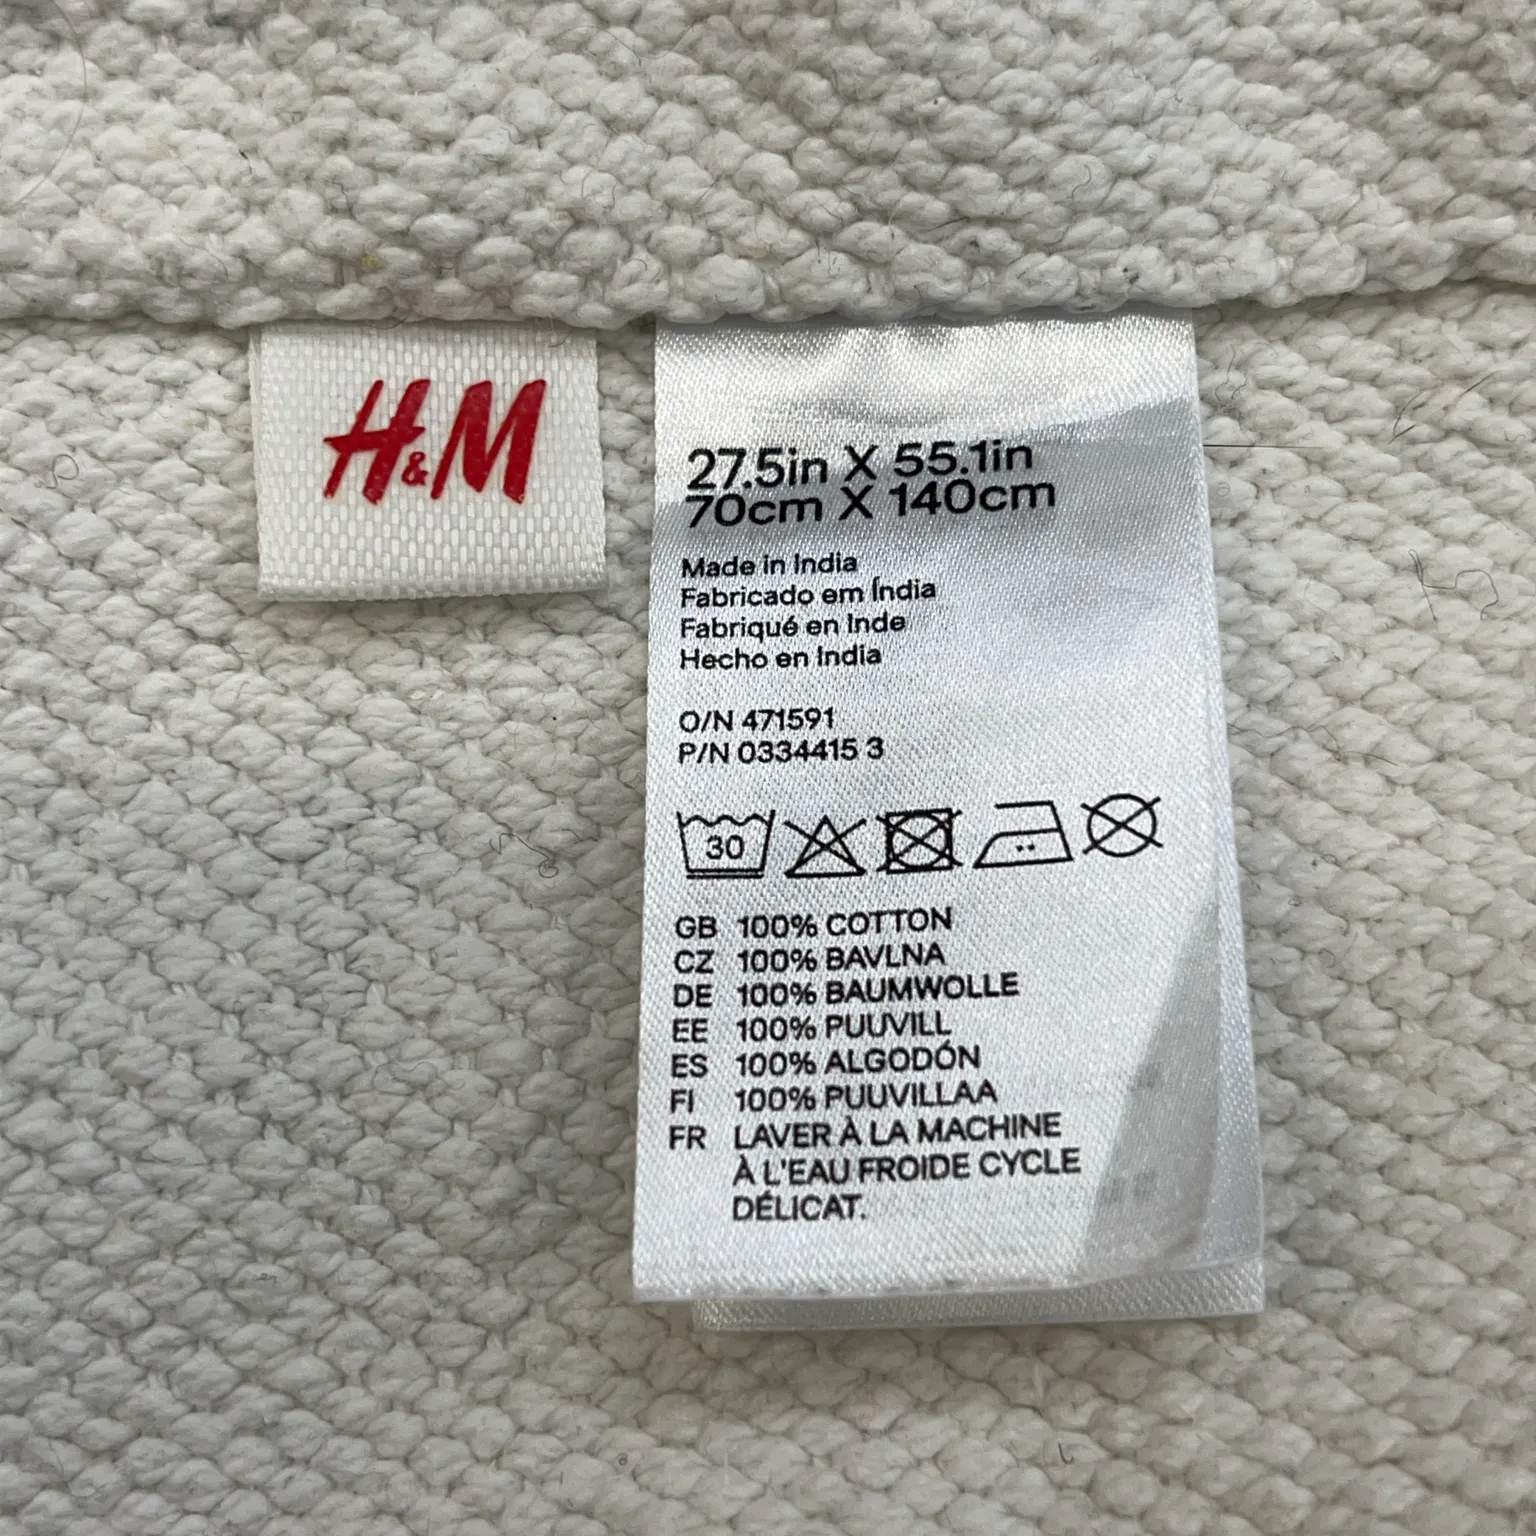 H&M
27.5in X 55.1in
70cm X 140cm
Made in India
Fabricado em Índia
Fabriqué en Inde
Hecho en India
O/N 471591
P/N 0334415 3
30
GB 100% COTTON
CZ 100% BAVLNA
DE 100% BAUMWOLLE
EE 100% PUUVILL
ES 100% ALGODÓN
FI 100% PUUVILLAA
FR LAVER À LA MACHINE
À L'EAU FROIDE CYCLE
DÉLICAT.